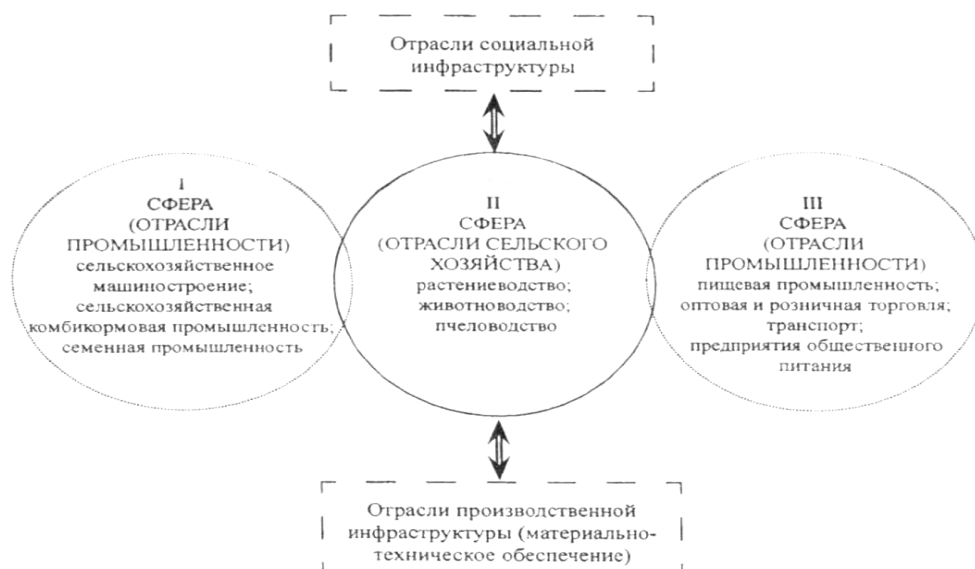 Отрасли социальной
инфраструктуры
I
СФЕРА
(ОТРАСЛИ
ПРОМЫШЛЕННОСТИ)
сельскохозяйственное
машиностроение;
сельскохозяйственная
комбикормовая промышленность;
семенная промышленность
II
СФЕРА
(ОТРАСЛИ СЕЛЬСКОГО
ХОЗЯЙСТВА)
растениеводство;
животноводство;
пчеловодство
III
СФЕРА
(ОТРАСЛИ
ПРОМЫШЛЕННОСТИ)
пищевая промышленность;
оптовая и розничная торговля;
транспорт;
предприятия общественного
питания
Отрасли производственной
инфраструктуры (материально-
техническое обеспечение)